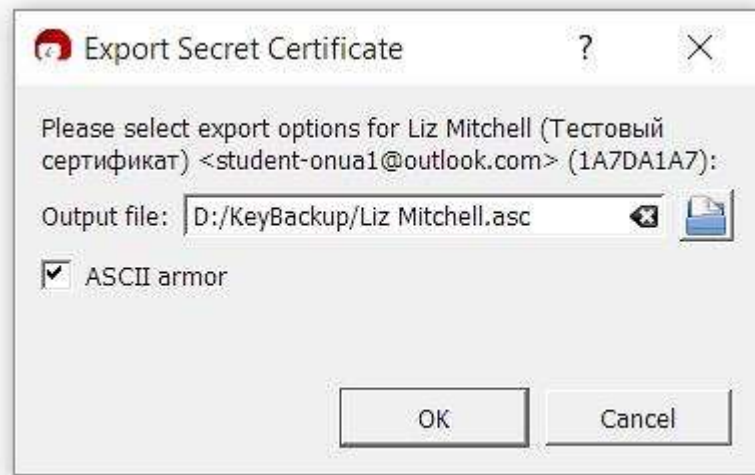 Export Secret Certificate
Please select export options for Liz Mitchell (Тестовый
сертификат) <student-onua1@outlook.com> (1A7DA1A7):
Output file: D:/KeyBackup/Liz Mitchell.asc
ASCII armor
OK Cancel